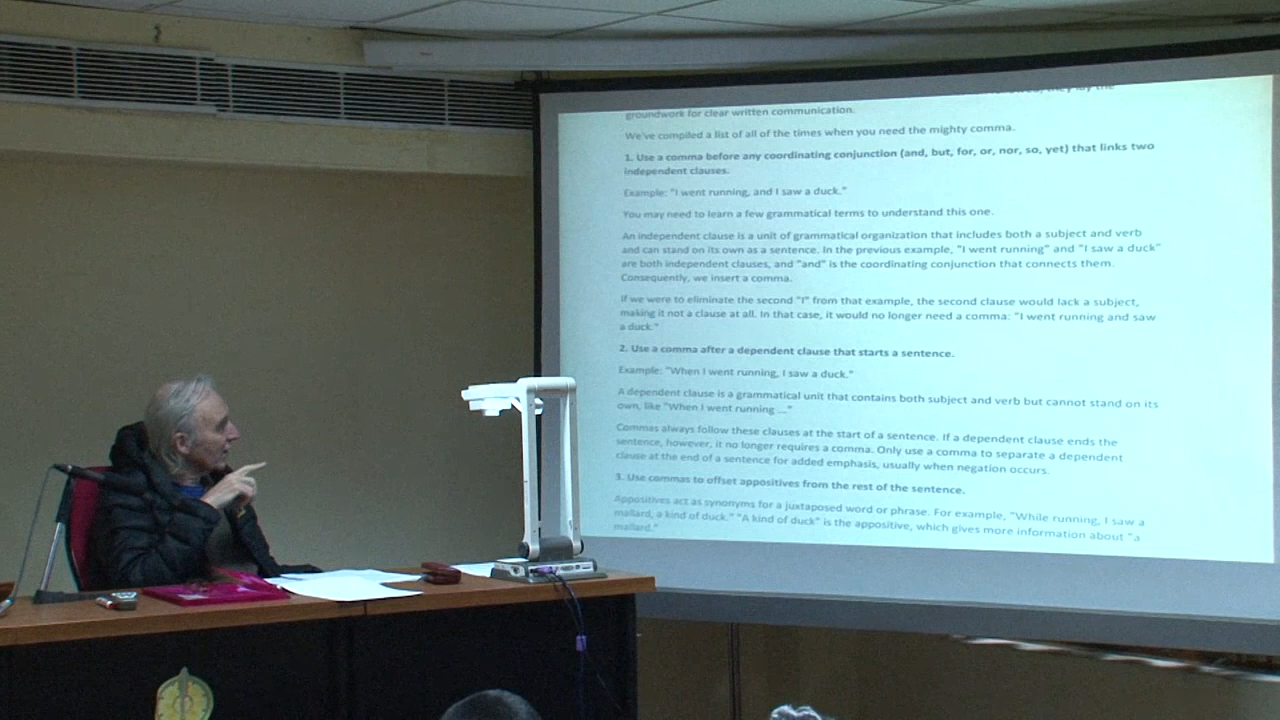 groundwork for clear written communication.
We've compiled a list of all of the times when you need the mighty comma.
1. Use a comma before any coordinating conjunction (and, but, for, or, nor, so, yet) that links two
independent clauses.
Example: "I went running, and I saw a duck."
You may need to learn a few grammatical terms to understand this one.
An independent clause is a unit of grammatical organization that includes both a subject and verb
and can stand on its own as a sentence. In the previous example, "I went running" and "I saw a duck"
are both independent clauses, and "and" is the coordinating conjunction that connects them.
Consequently, we insert a comma.
If we were to eliminate the second "I" from that example, the second clause would lack a subject,
making it not a clause at all. In that case, it would no longer need a comma: "I went running and saw
a duck."
2. Use a comma after a dependent clause that starts a sentence.
Example: "When I went running, I saw a duck."
A dependent clause is a grammatical unit that contains both subject and verb but cannot stand on its
own, like "When I went running ..."
Commas always follow these clauses at the start of a sentence. If a dependent clause ends the
sentence, however, it no longer requires a comma. Only use a comma to separate a dependent
clause at the end of a sentence for added emphasis, usually when negation occurs.
3. Use commas to offset appositives from the rest of the sentence.
Appositives act as synonyms for a juxtaposed word or phrase. For example, "While running, I saw a
mallard, a kind of duck." "A kind of duck" is the appositive, which gives more information about "a
mallard."